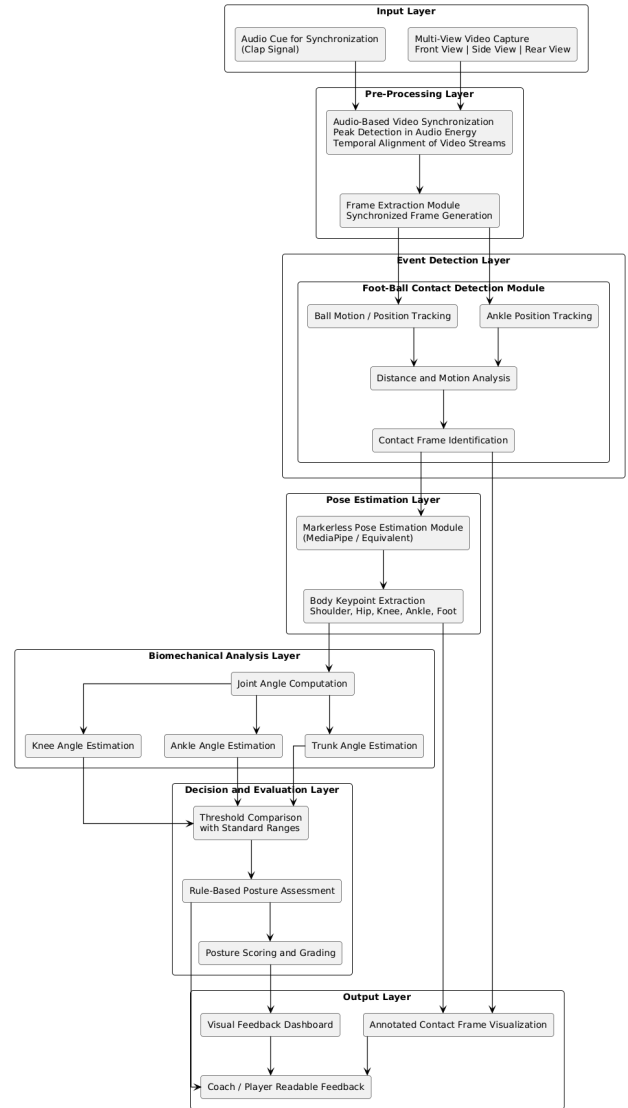 Input Layer
Audio Cue for Synchronization
(Clap Signal)
Multi-View Video Capture
Front View | Side View | Rear View
Pre-Processing Layer
Audio-Based Video Synchronization
Peak Detection in Audio Energy
Temporal Alignment of Video Streams
Frame Extraction Module
Synchronized Frame Generation
Event Detection Layer
Foot-Ball Contact Detection Module
Ball Motion / Position Tracking
Ankle Position Tracking
Distance and Motion Analysis
Contact Frame Identification
Pose Estimation Layer
Markerless Pose Estimation Module
(MediaPipe / Equivalent)
Body Keypoint Extraction
Shoulder, Hip, Knee, Ankle, Foot
Biomechanical Analysis Layer
Joint Angle Computation
Knee Angle Estimation
Ankle Angle Estimation
Trunk Angle Estimation
Decision and Evaluation Layer
Threshold Comparison
with Standard Ranges
Rule-Based Posture Assessment
Posture Scoring and Grading
Output Layer
Visual Feedback Dashboard
Annotated Contact Frame Visualization
Coach / Player Readable Feedback